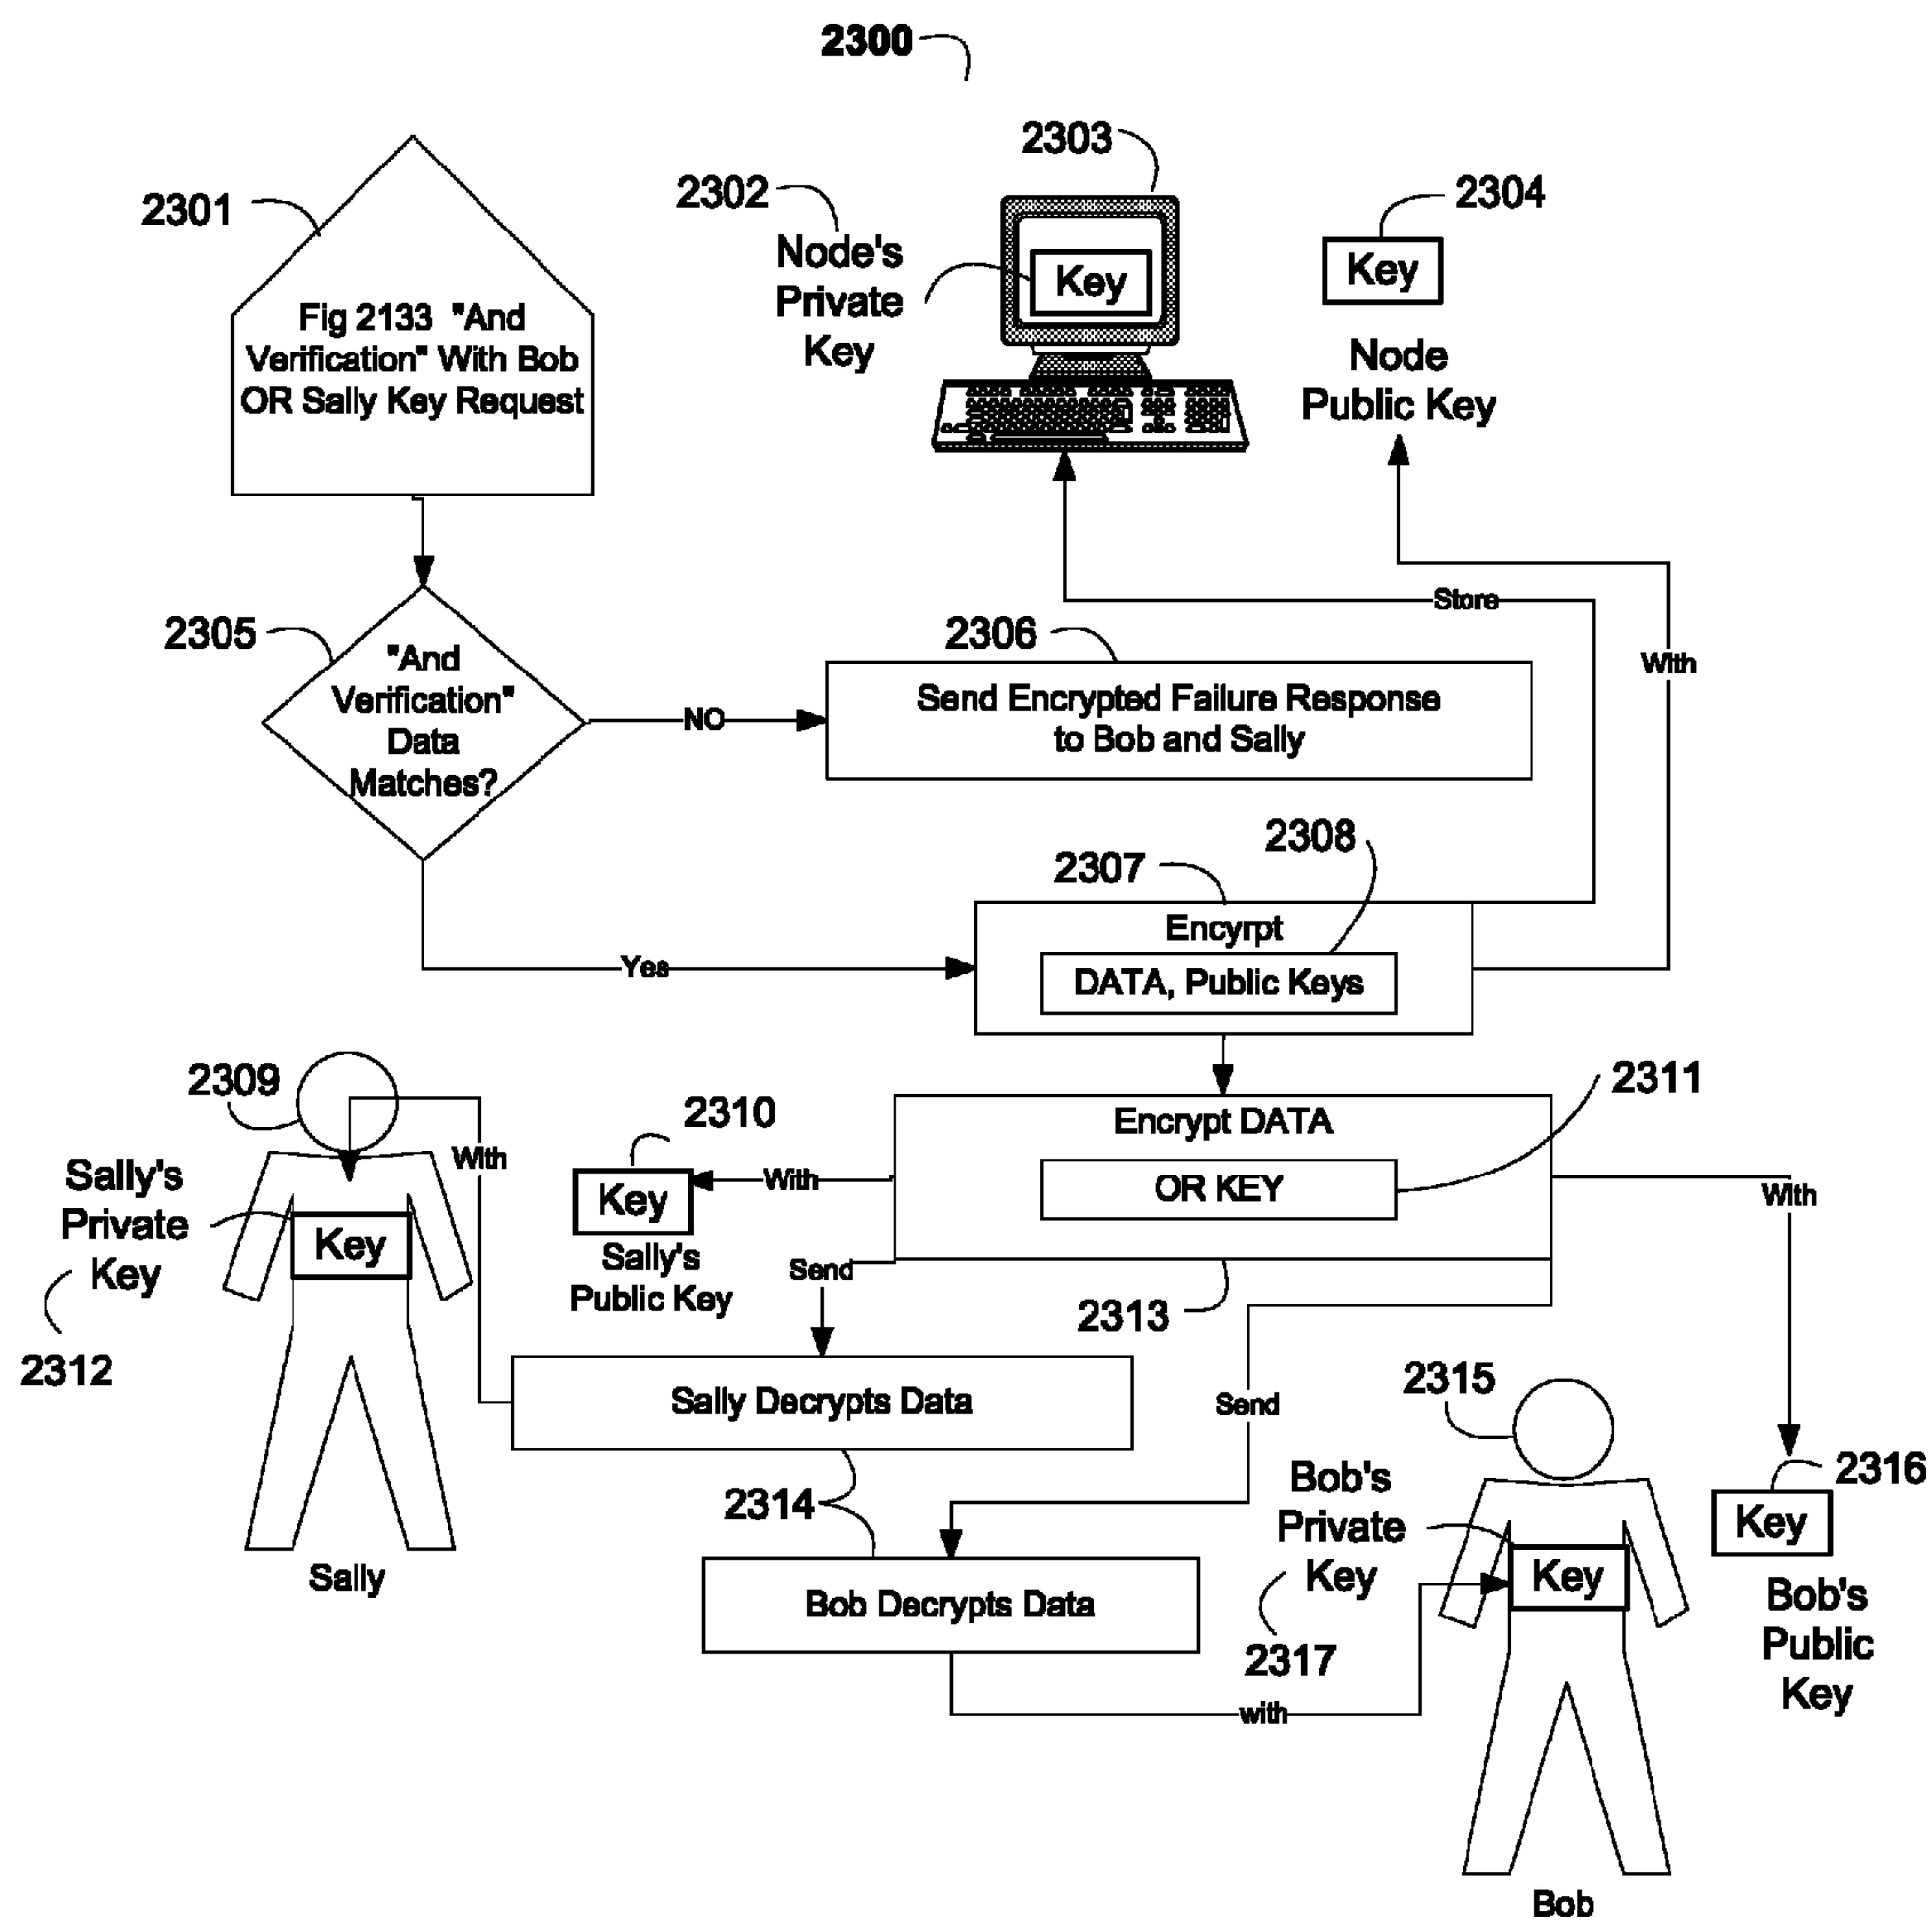 2300
2303
2302
2304
2301
Node's
Private
Key
Key
Key
Node
Public Key
Fig 2133 "And
Verification" With Bob
OR Sally Key Request
Store
2305
2306
"And
Verification"
Data
Matches?
NO
Send Encrypted Failure Response
to Bob and Sally
With
2308
2307
Encyrpt
DATA, Public Keys
Yes
2309
2310
2311
Encrypt DATA
OR KEY
With
With
With
Sally's
Private
Key
Key
Key
Sally's
Public Key
Send
2313
2312
Sally Decrypts Data
Send
2315
2314
2316
Bob's
Private
Key
Key
Key
Sally
Bob Decrypts Data
Bob's
Public
Key
2317
with
Bob